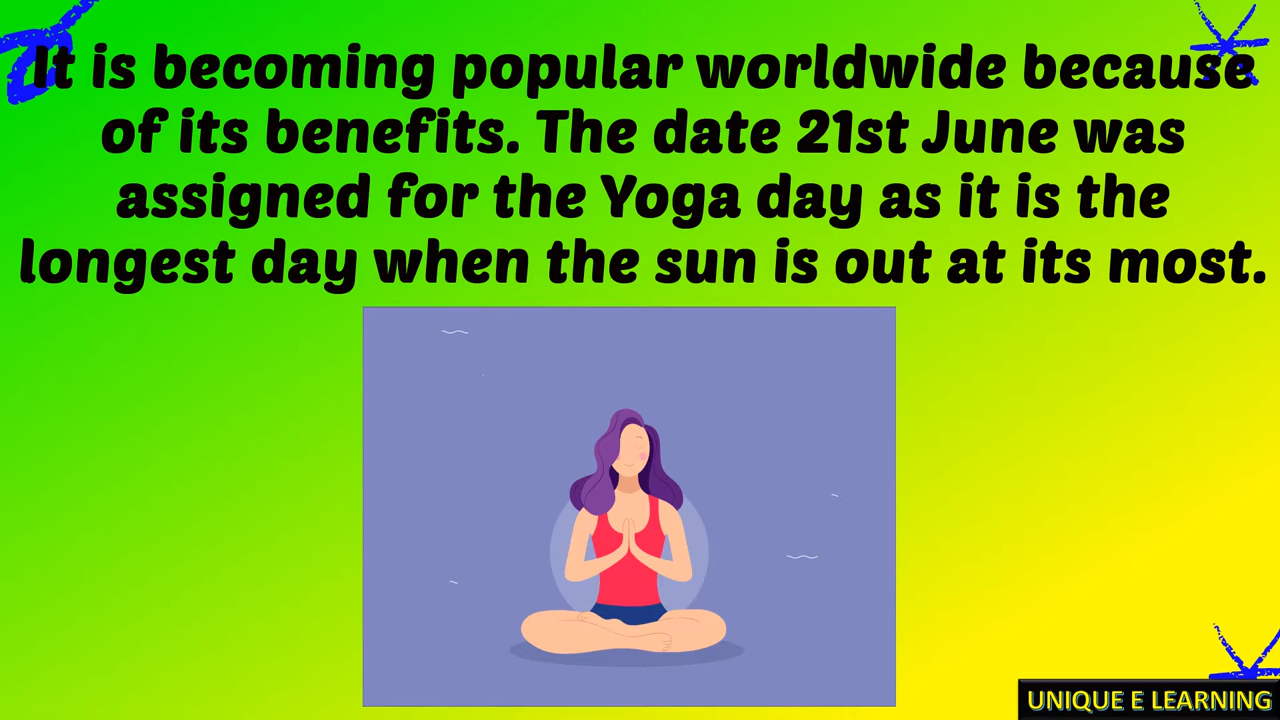 It is becoming popular worldwide because
of its benefits. The date 21st June was
assigned for the Yoga day as it is the
longest day when the sun is out at its most.
UNIQUE E LEARNING